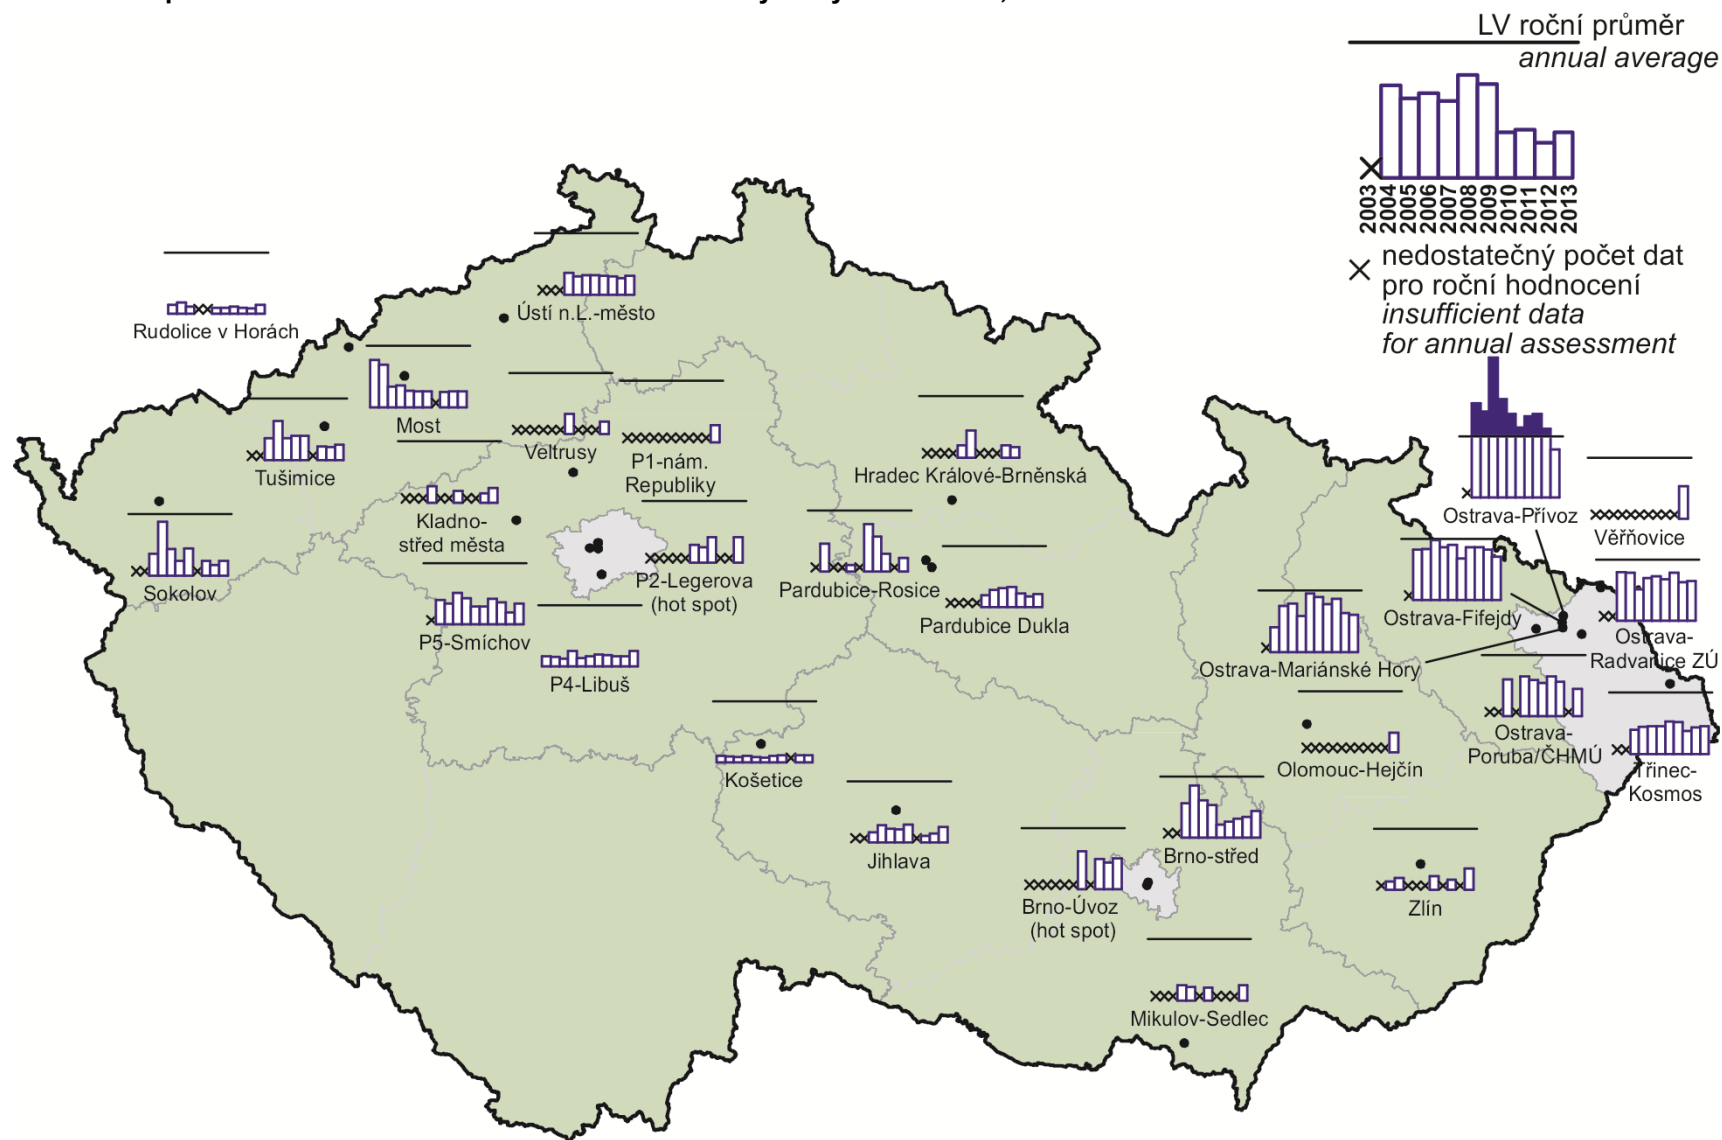 LV roční průměr
annual average
2003
2004
2005
2006
2007
2008
2009
2010
2011
2012
2013
nedostatečný počet dat
pro roční hodnocení
insufficient data
for annual assessment
Rudolice v Horách
Ústí n.L.-město
Most
Tušimice
Veltrusy
P1-nám.
Republiky
Hradec Králové-Brněnská
Ostrava-Přívoz
Věřňovice
Kladno-
střed města
Sokolov
P2-Legerova
(hot spot)
Pardubice-Rosice
Pardubice Dukla
Ostrava-Fifejdy
Ostrava-
Radvanice ZÚ
P5-Smíchov
Ostrava-Mariánské Hory
P4-Libuš
Ostrava-
Poruba/ČHMÚ
Třinec-
Kosmos
Košetice
Olomouc-Hejčín
Jihlava
Brno-střed
Brno-Úvoz
(hot spot)
Zlín
Mikulov-Sedlec